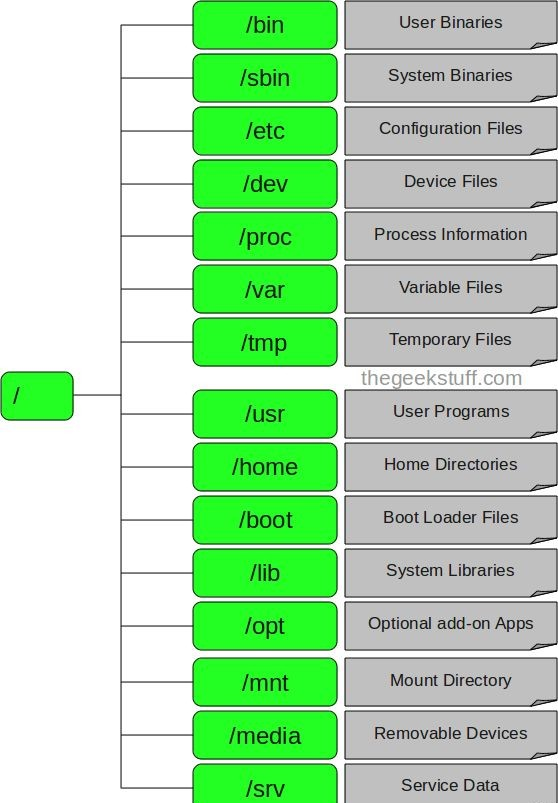 /bin User Binaries
/sbin System Binaries
/etc Configuration Files
/dev Device Files
/proc Process Information
/var Variable Files
/tmp Temporary Files
thegeekstuff.com
/
/usr User Programs
/home Home Directories
/boot Boot Loader Files
/lib System Libraries
/opt Optional add-on Apps
/mnt Mount Directory
/media Removable Devices
/srv Service Data